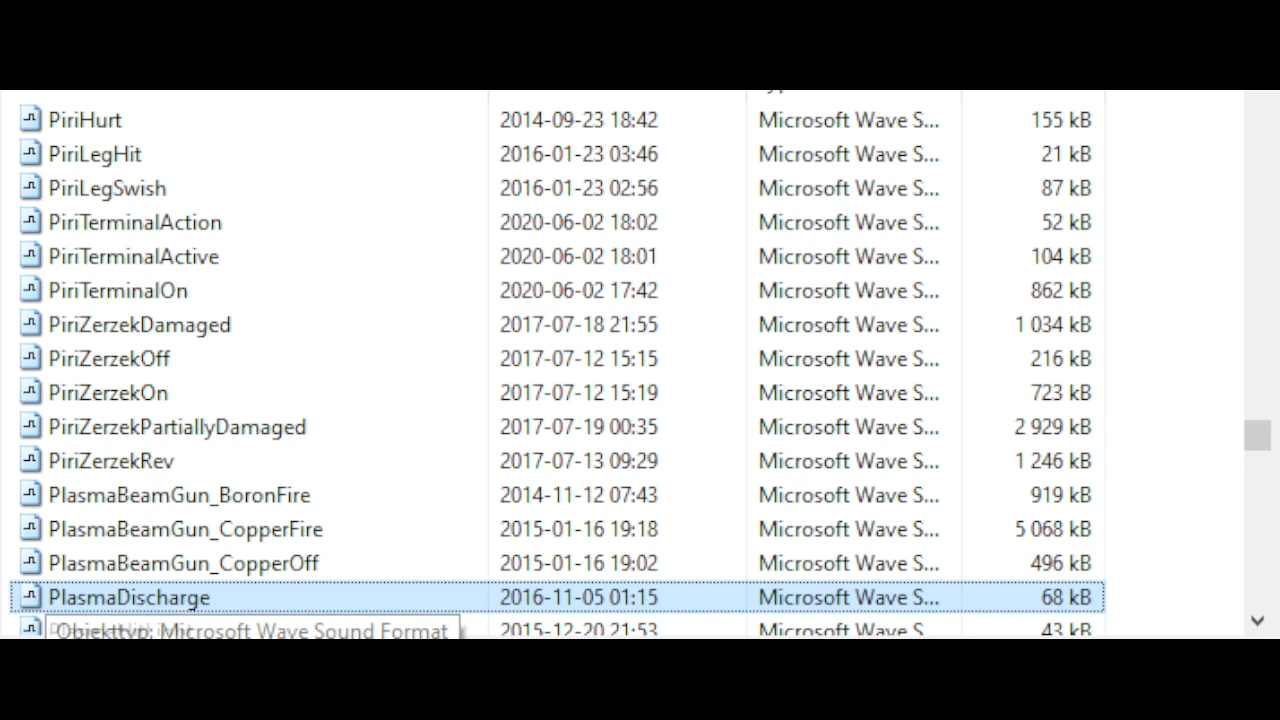 PiriHurt 2014-09-23 18:42 Microsoft Wave S... 155 kB
PiriLegHit 2016-01-23 03:46 Microsoft Wave S... 21 kB
PiriLegSwish 2016-01-23 02:56 Microsoft Wave S... 87 kB
PiriTerminalAction 2020-06-02 18:02 Microsoft Wave S... 52 kB
PiriTerminalActive 2020-06-02 18:01 Microsoft Wave S... 104 kB
PiriTerminalOn 2020-06-02 17:42 Microsoft Wave S... 862 kB
PiriZerzekDamaged 2017-07-18 21:55 Microsoft Wave S... 1 034 kB
PiriZerzekOff 2017-07-12 15:15 Microsoft Wave S... 216 kB
PiriZerzekOn 2017-07-12 15:19 Microsoft Wave S... 723 kB
PiriZerzekPartiallyDamaged 2017-07-19 00:35 Microsoft Wave S... 2 929 kB
PiriZerzekRev 2017-07-13 09:29 Microsoft Wave S... 1 246 kB
PlasmaBeamGun_BoronFire 2014-11-12 07:43 Microsoft Wave S... 919 kB
PlasmaBeamGun_CopperFire 2015-01-16 19:18 Microsoft Wave S... 5 068 kB
PlasmaBeamGun_CopperOff 2015-01-16 19:02 Microsoft Wave S... 496 kB
PlasmaDischarge 2016-11-05 01:15 Microsoft Wave S... 68 kB
Objekttyp: Microsoft Wave Sound Format 2015-12-20 21:53 Microsoft Wave S... 43 kB